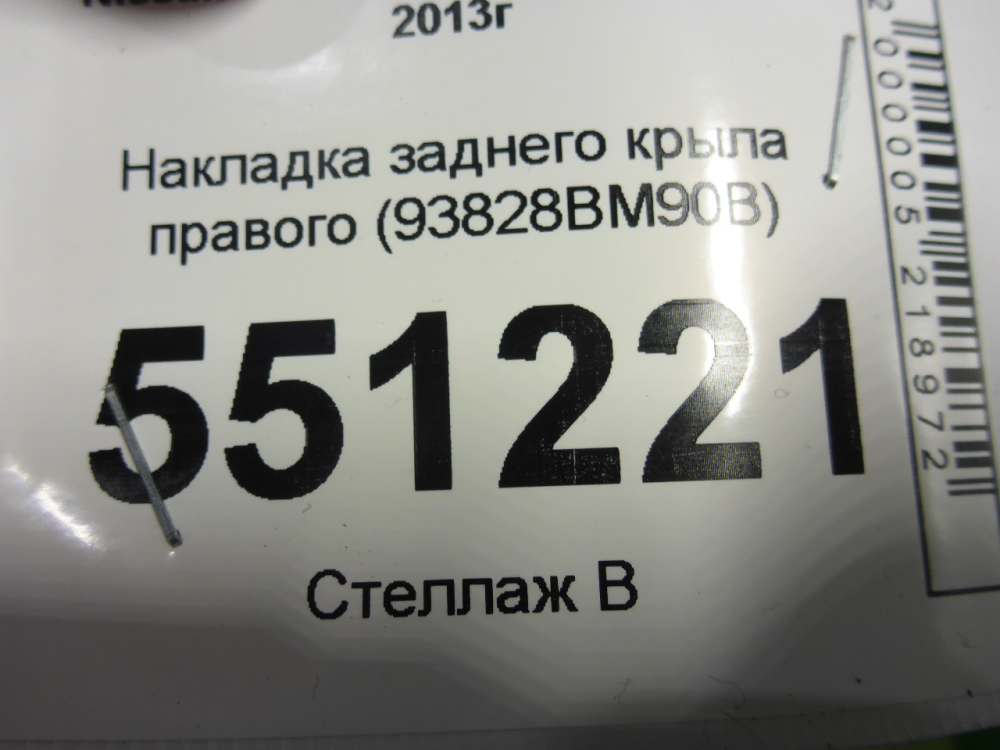 2013г
Накладка заднего крыла
правого (93828BM90B)
551221
Стеллаж В
2000005218972